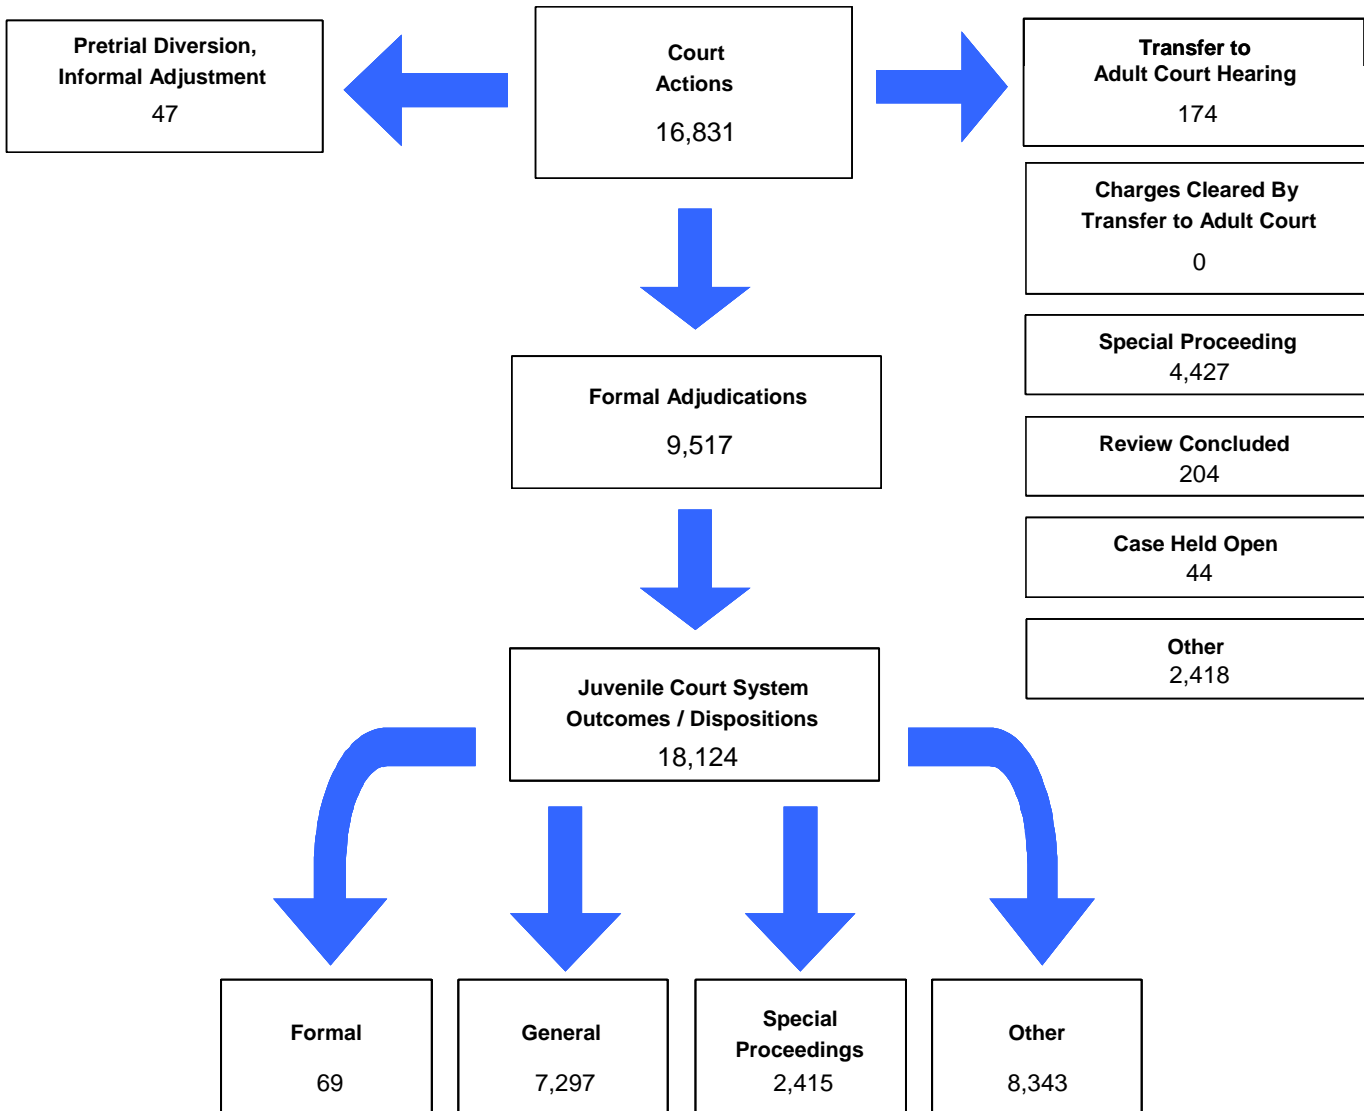 Pretrial Diversion,
Informal Adjustment
47
Court
Actions
16,831
Transfer to
Adult Court Hearing
174
Charges Cleared By
Transfer to Adult Court
0
Special Proceeding
4,427
Review Concluded
204
Case Held Open
44
Other
2,418
Formal Adjudications
9,517
Juvenile Court System
Outcomes / Dispositions
18,124
Formal
69
General
7,297
Special
Proceedings
2,415
Other
8,343